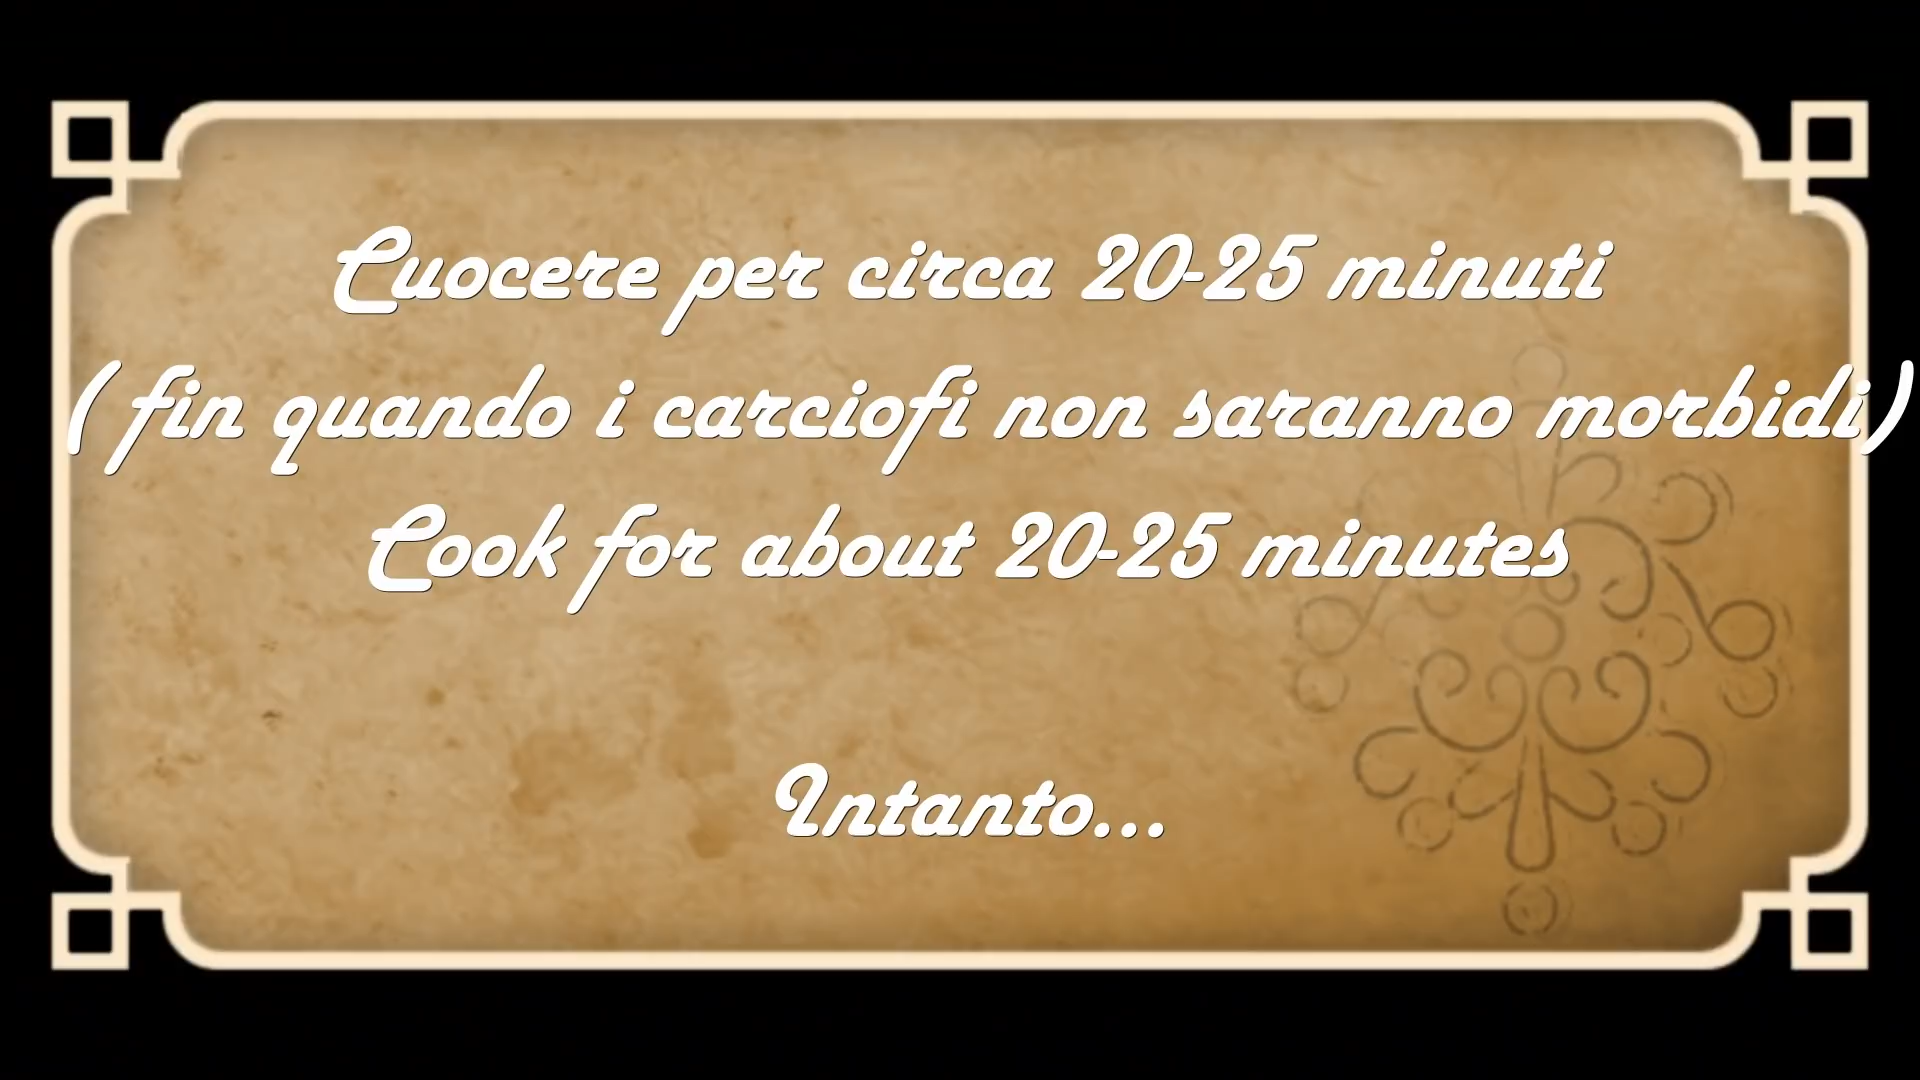 Cuocere per circa 20-25 minuti
(fin quando i carciofi non saranno morbidi)
Cook for about 20-25 minutes
Intanto...